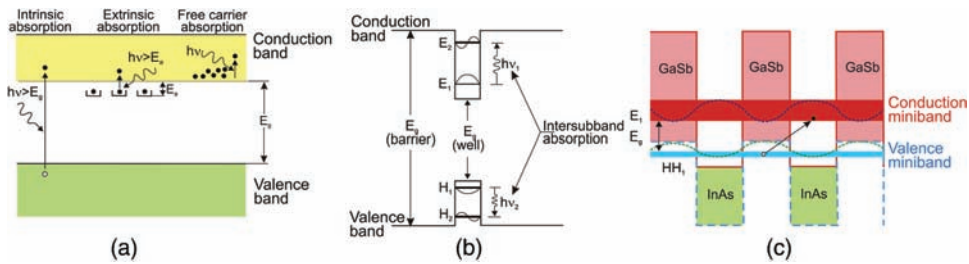 Intrinsic absorption
Extrinsic absorption
Free carrier absorption
Conduction band
hν>Eg
hν>Ee
hν
Ee
Eg
Valence band
(a)
Conduction band
E2
E1
hν1
Eg (barrier)
Eg (well)
Intersubband absorption
H1
H2
hν2
Valence band
(b)
GaSb
GaSb
GaSb
E1
Eg
HH1
Conduction miniband
Valence miniband
InAs
InAs
(c)